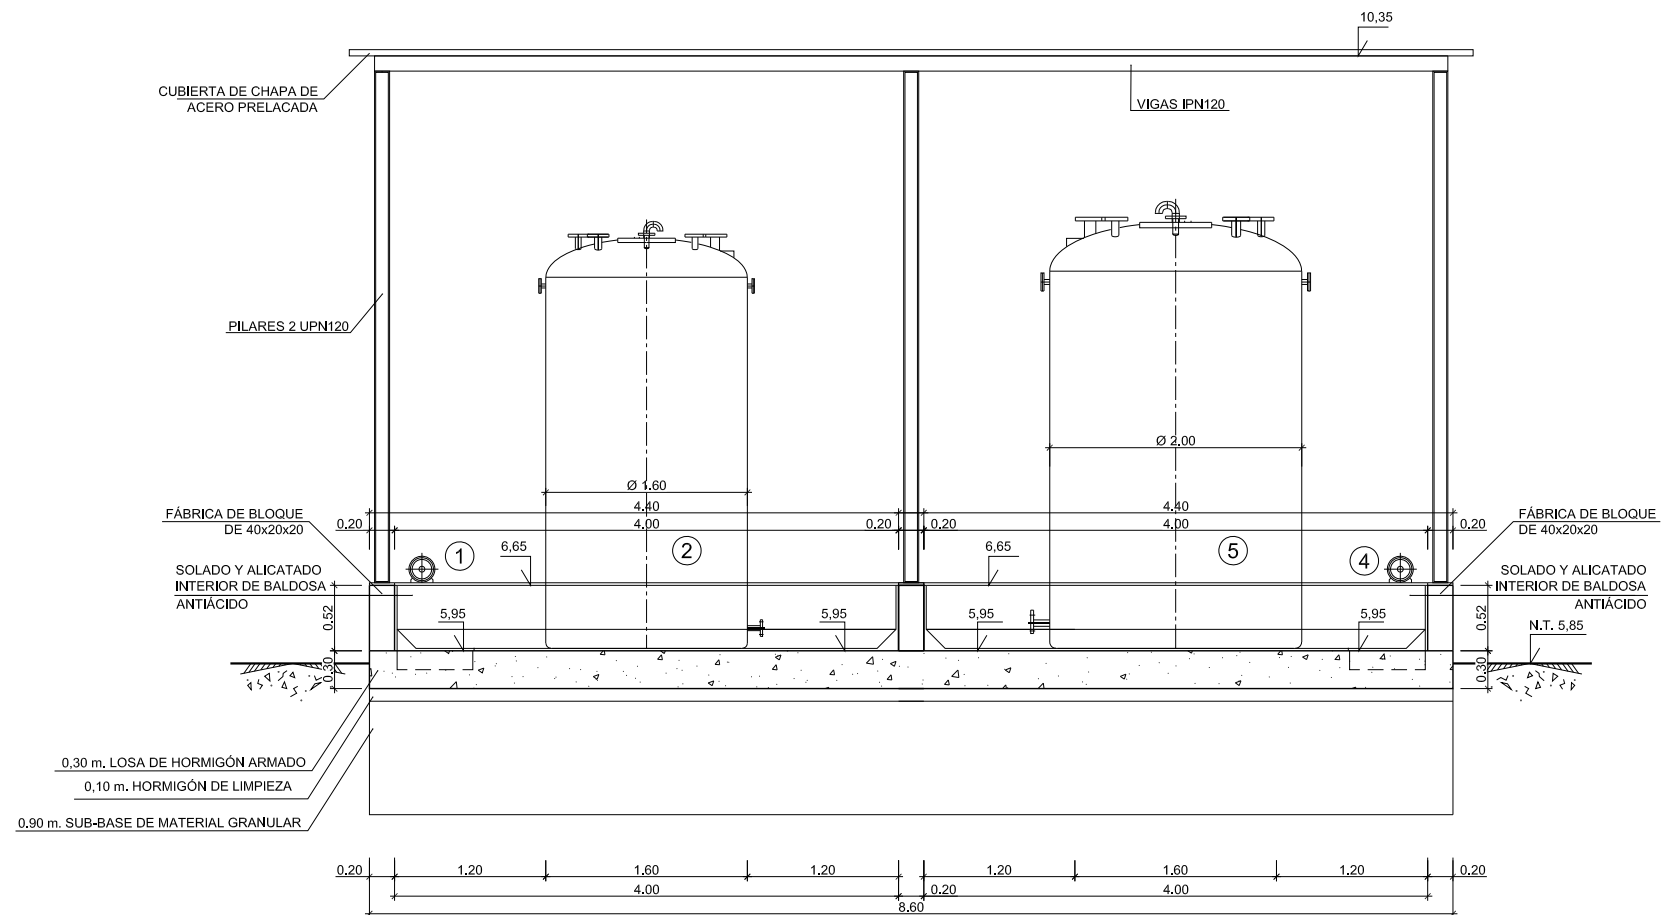 10,35
CUBIERTA DE CHAPA DE
ACERO PRELACADA
VIGAS IPN120
PILARES 2 UPN120
Ø 2.00
Ø 1.60
4.40
4.40
FÁBRICA DE BLOQUE
DE 40x20x20
0.20
4.00
0.20
0.20
4.00
0.20
FÁBRICA DE BLOQUE
DE 40x20x20
1
2
5
4
6,65
6,65
SOLADO Y ALICATADO
INTERIOR DE BALDOSA
ANTIÁCIDO
SOLADO Y ALICATADO
INTERIOR DE BALDOSA
ANTIÁCIDO
0.52
5,95
5,95
5,95
5,95
0.52
N.T. 5,85
0.30
0.30
0,30 m. LOSA DE HORMIGÓN ARMADO
0,10 m. HORMIGÓN DE LIMPIEZA
0.90 m. SUB-BASE DE MATERIAL GRANULAR
0.20
1.20
1.60
1.20
1.20
1.60
1.20
0.20
4.00
0.20
4.00
8.60